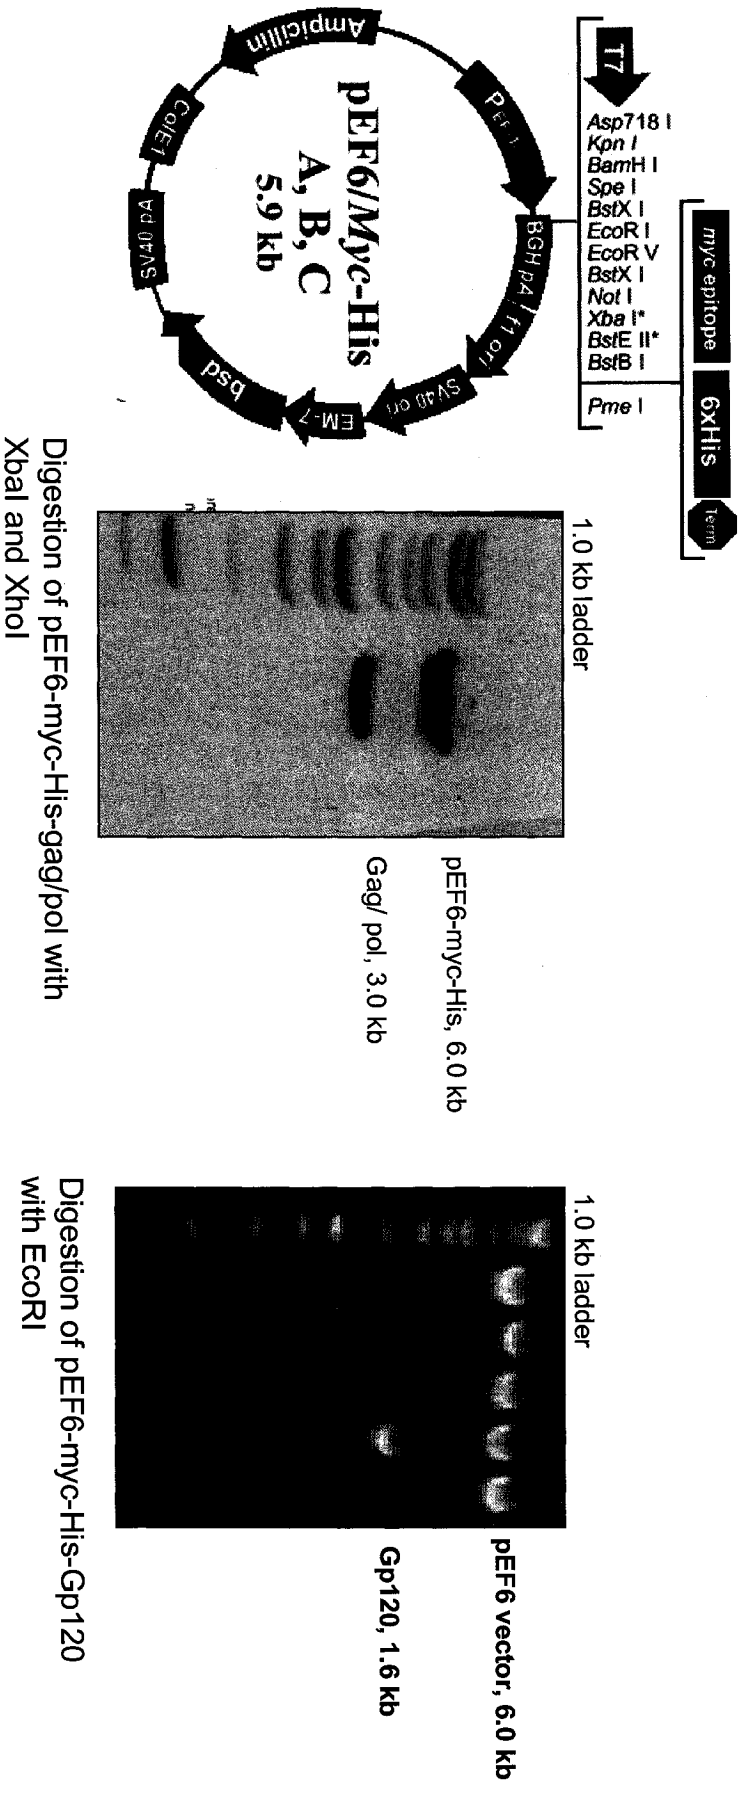 T7
Asp718 I
Kpn I
BamH I
Spe I
BstX I
EcoR I
EcoR V
BstX I
Not I
Xba I*
BstE II*
BstB I
Pme I
myc epitope
6xHis
Term
PEF-1
BGH pA
f1 ori
SV40 ori
EM-7
bsd
SV40 pA
ColE1
Ampicillin
pEF6/Myc-His
A, B, C
5.9 kb
1.0 kb ladder
pEF6-myc-His, 6.0 kb
Gag/ pol, 3.0 kb
Digestion of pEF6-myc-His-gag/pol with
XbaI and XhoI
1.0 kb ladder
pEF6 vector, 6.0 kb
Gp120, 1.6 kb
Digestion of pEF6-myc-His-Gp120
with EcoRI